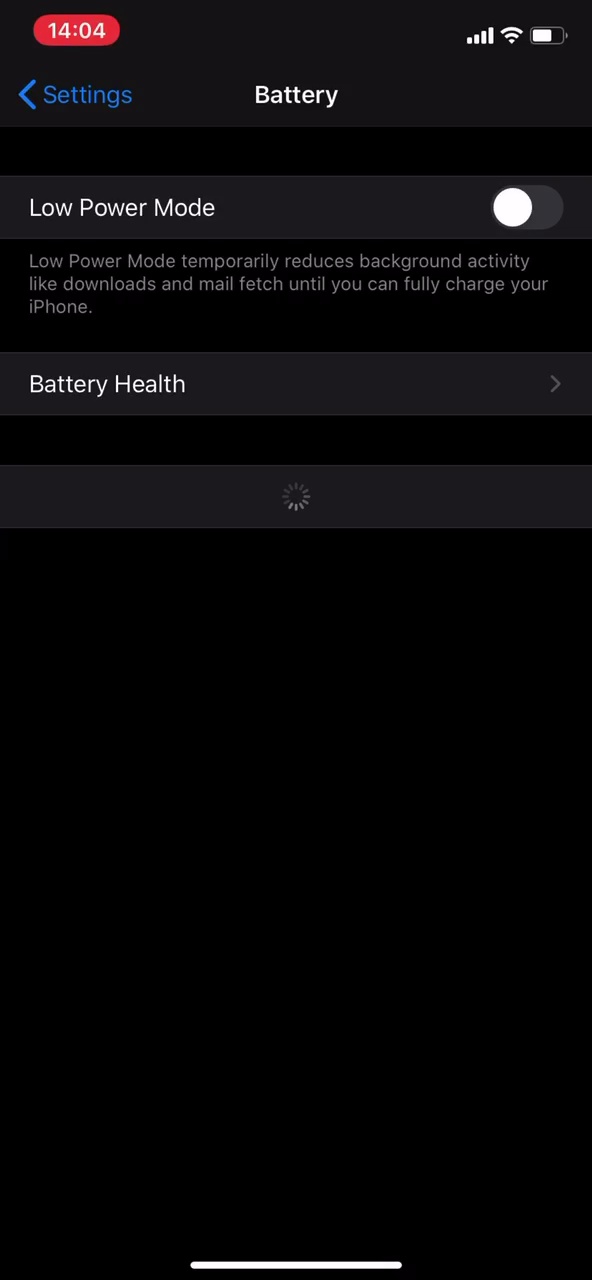 14:04
Settings
Battery
Low Power Mode
Low Power Mode temporarily reduces background activity
like downloads and mail fetch until you can fully charge your
iPhone.
Battery Health